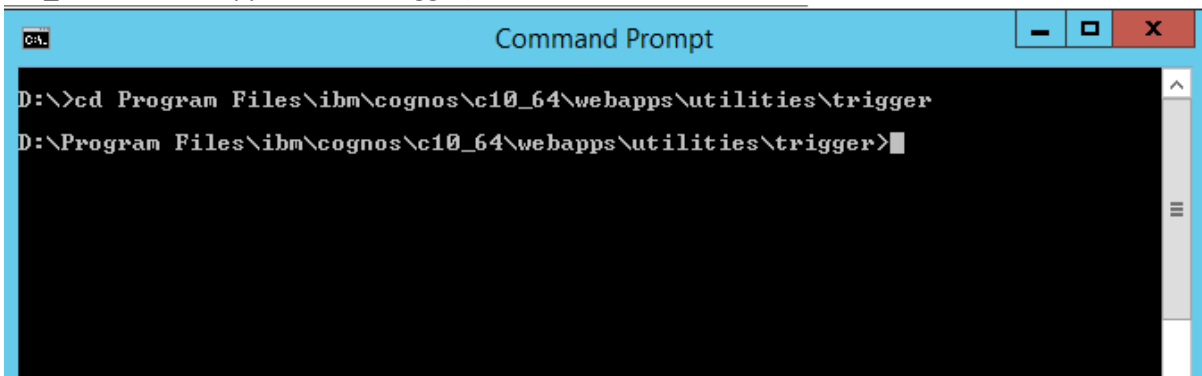 Command Prompt
D:\>cd Program Files\ibm\cognos\c10_64\webapps\utilities\trigger
D:\Program Files\ibm\cognos\c10_64\webapps\utilities\trigger>